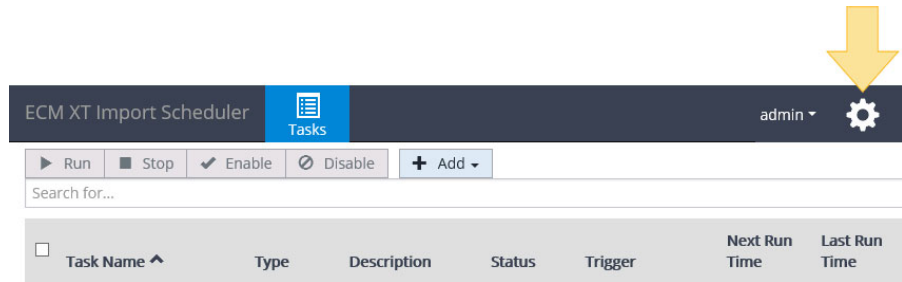 ECM XT Import Scheduler
Tasks
admin
Run Stop Enable Disable Add
Search for...
Task Name Type Description Status Trigger Next Run Time Last Run Time